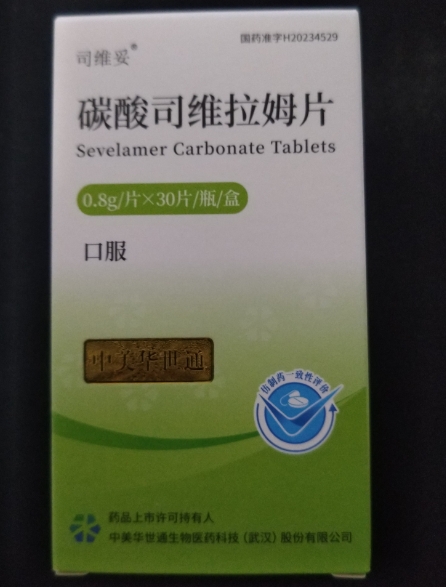 国药准字H20234529
司维妥®
碳酸司维拉姆片
Sevelamer Carbonate Tablets
0.8g/片×30片/瓶/盒
口服
中美华世通
仿制药一致性评价
药品上市许可持有人
中美华世通生物医药科技(武汉)股份有限公司